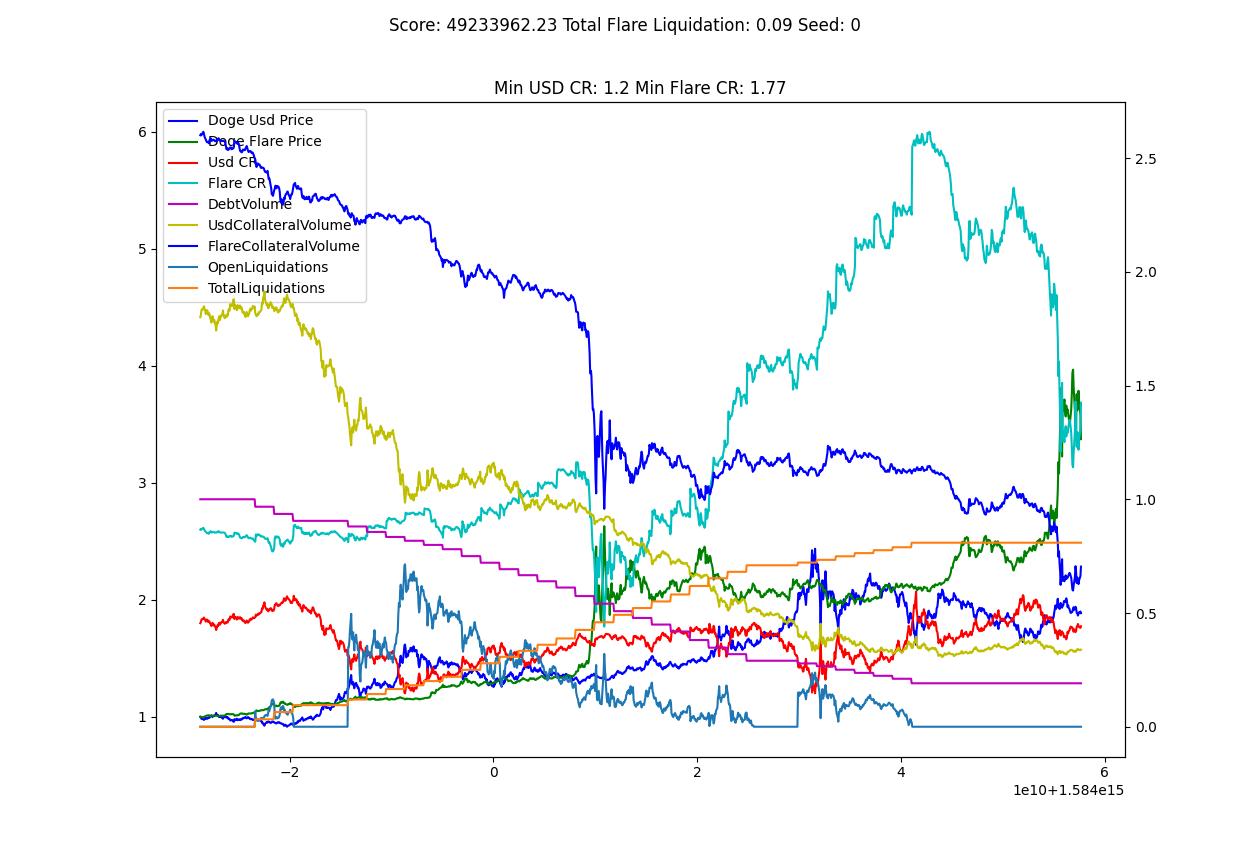 Score: 49233962.23 Total Flare Liquidation: 0.09 Seed: 0
Min USD CR: 1.2 Min Flare CR: 1.77
Doge Usd Price
Doge Flare Price
Usd CR
Flare CR
DebtVolume
UsdCollateralVolume
FlareCollateralVolume
OpenLiquidations
TotalLiquidations
6
5
4
3
2
1
2.5
2.0
1.5
1.0
0.5
0.0
−2 0 2 4 6
1e10+1.584e15